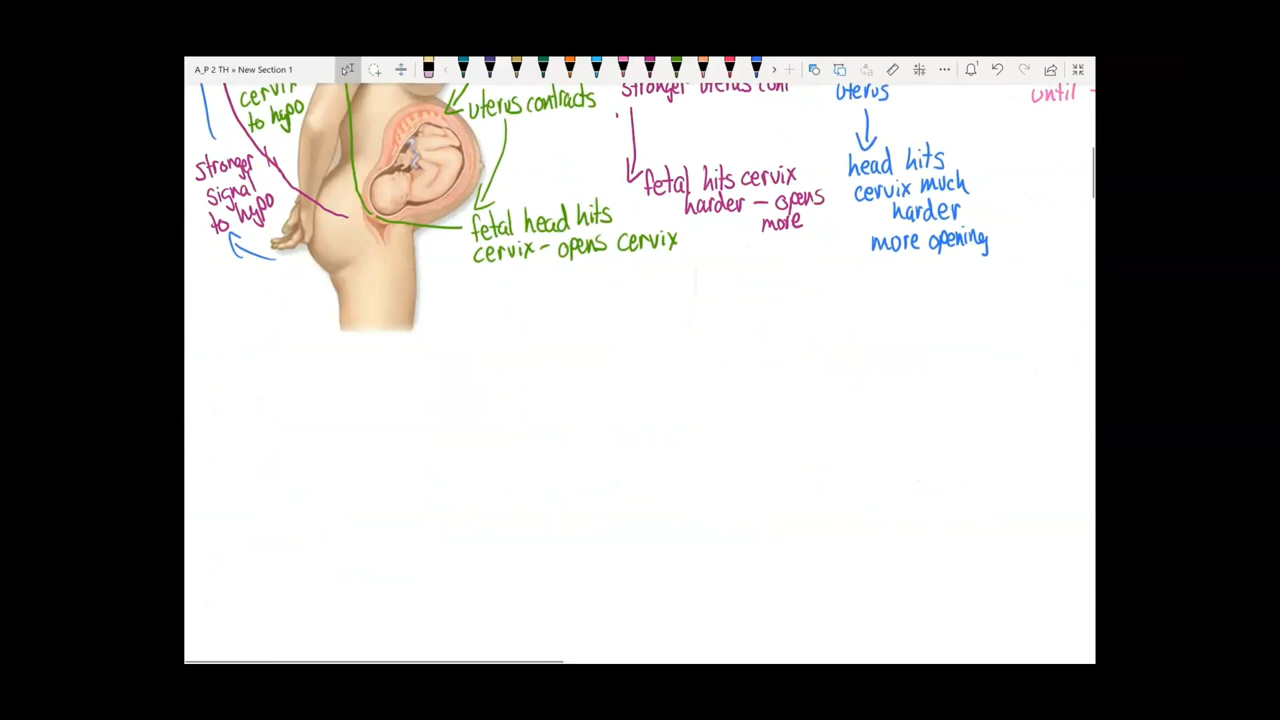 A_P 2 TH » New Section 1
cervix
to hypo
stronger
signal
to hypo
uterus contracts
fetal head hits
cervix – opens cervix
stronger uterus cont
fetal hits cervix
harder – opens
more
uterus
head hits
cervix much
harder
more opening
until -